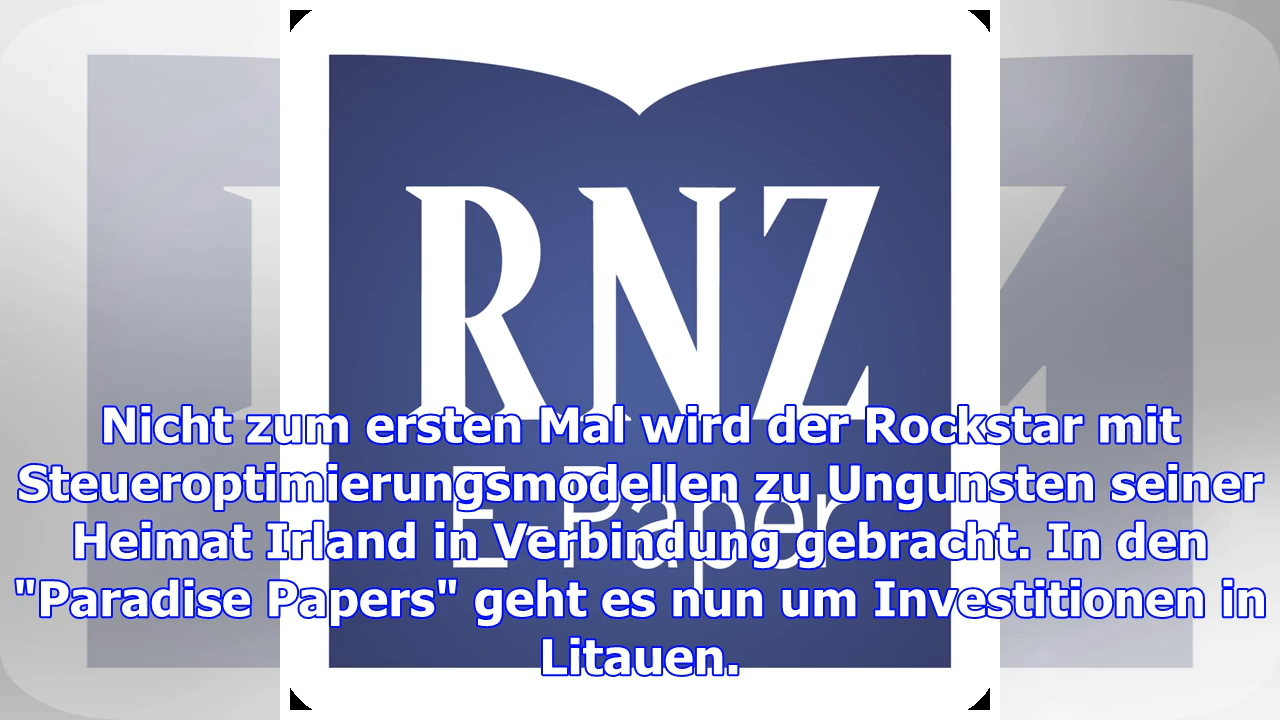 RNZ
E-Paper
Nicht zum ersten Mal wird der Rockstar mit
Steueroptimierungsmodellen zu Ungunsten seiner
Heimat Irland in Verbindung gebracht. In den
"Paradise Papers" geht es nun um Investitionen in
Litauen.